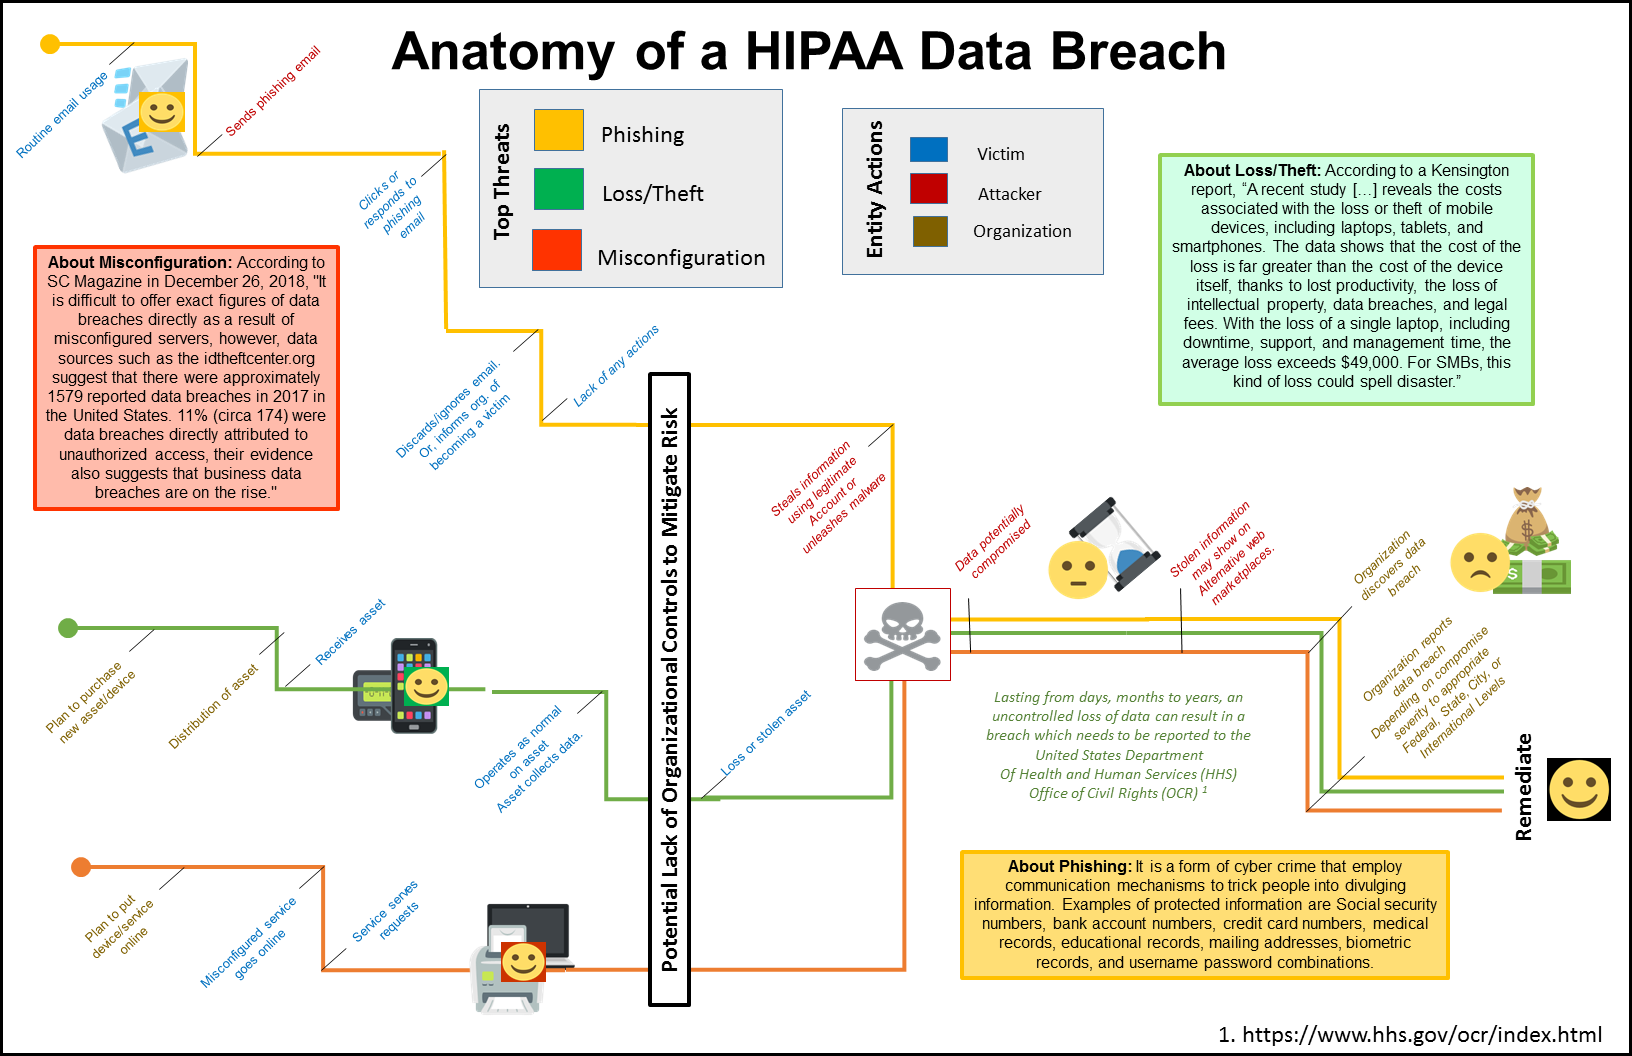 Anatomy of a HIPAA Data Breach
Routine email usage
Sends phishing email
Clicks or
responds to
phishing
email
Discards/ignores email.
Or, informs org. of
becoming a victim
Lack of any actions
Top Threats
Phishing
Loss/Theft
Misconfiguration
Entity Actions
Victim
Attacker
Organization
About Loss/Theft: According to a Kensington
report, “A recent study […] reveals the costs
associated with the loss or theft of mobile
devices, including laptops, tablets, and
smartphones. The data shows that the cost of the
loss is far greater than the cost of the device
itself, thanks to lost productivity, the loss of
intellectual property, data breaches, and legal
fees. With the loss of a single laptop, including
downtime, support, and management time, the
average loss exceeds $49,000. For SMBs, this
kind of loss could spell disaster.”
About Misconfiguration: According to
SC Magazine in December 26, 2018, "It
is difficult to offer exact figures of data
breaches directly as a result of
misconfigured servers, however, data
sources such as the idtheftcenter.org
suggest that there were approximately
1579 reported data breaches in 2017 in
the United States. 11% (circa 174) were
data breaches directly attributed to
unauthorized access, their evidence
also suggests that business data
breaches are on the rise."
Potential Lack of Organizational Controls to Mitigate Risk
Steals information
using legitimate
Account or
unleashes malware
Data potentially
compromised
Stolen information
may show on
Alternative web
marketplaces.
Organization
discovers data
breach
Organization reports
data breach
Depending on compromise
severity to appropriate
Federal, State, City, or
International Levels
Plan to purchase
new asset/device
Distribution of asset
Receives asset
Operates as normal
on asset
Asset collects data.
Loss or stolen asset
Lasting from days, months to years, an
uncontrolled loss of data can result in a
breach which needs to be reported to the
United States Department
Of Health and Human Services (HHS)
Office of Civil Rights (OCR) 1
Remediate
Plan to put
device/service
online
Misconfigured service
goes online
Service serves
requests
About Phishing: It is a form of cyber crime that employ
communication mechanisms to trick people into divulging
information. Examples of protected information are Social security
numbers, bank account numbers, credit card numbers, medical
records, educational records, mailing addresses, biometric
records, and username password combinations.
1. https://www.hhs.gov/ocr/index.html